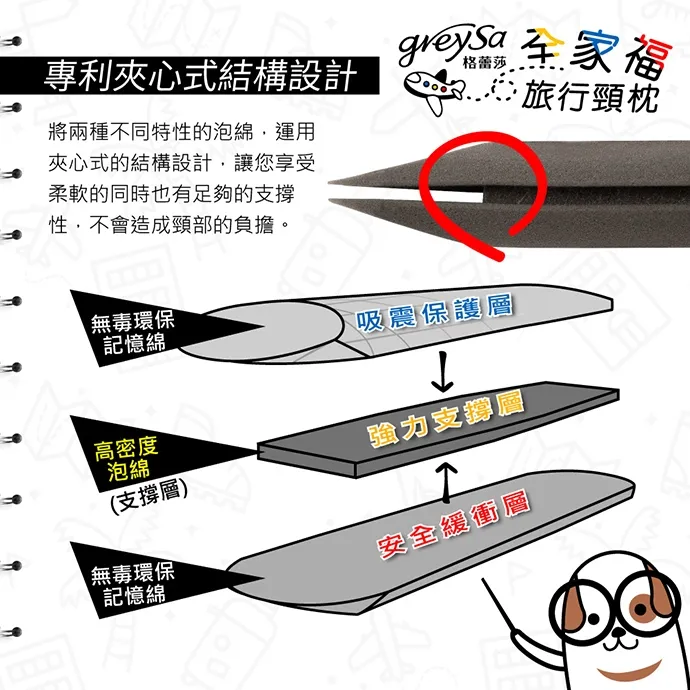 greySa
格蕾莎
全家福
旅行頸枕
專利夾心式結構設計
將兩種不同特性的泡綿，運用
夾心式的結構設計，讓您享受
柔軟的同時也有足夠的支撐
性，不會造成頸部的負擔。
無毒環保
記憶綿
吸震保護層
高密度
泡綿
(支撐層)
強力支撐層
無毒環保
記憶綿
安全緩衝層